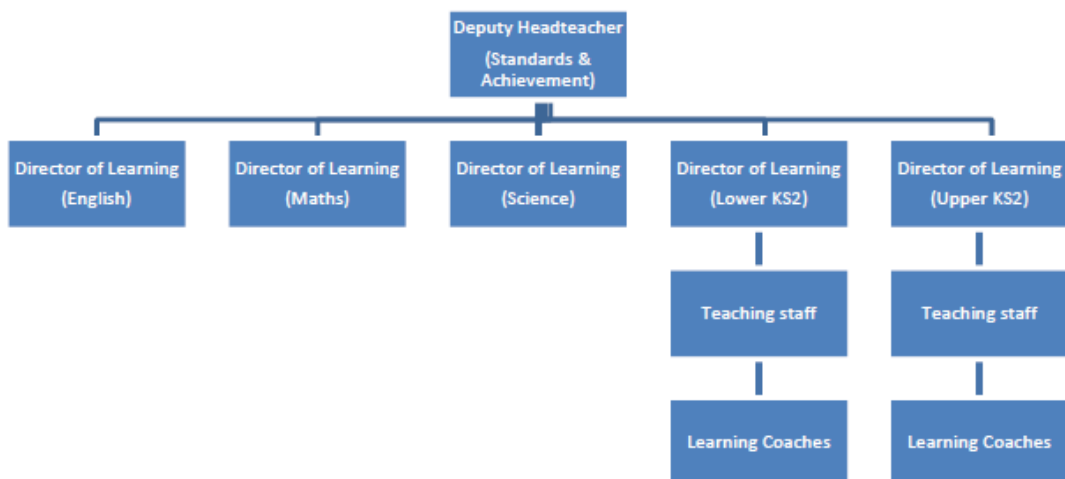 Deputy Headteacher
(Standards &
Achievement)
Director of Learning
(English)
Director of Learning
(Maths)
Director of Learning
(Science)
Director of Learning
(Lower KS2)
Director of Learning
(Upper KS2)
Teaching staff
Teaching staff
Learning Coaches
Learning Coaches